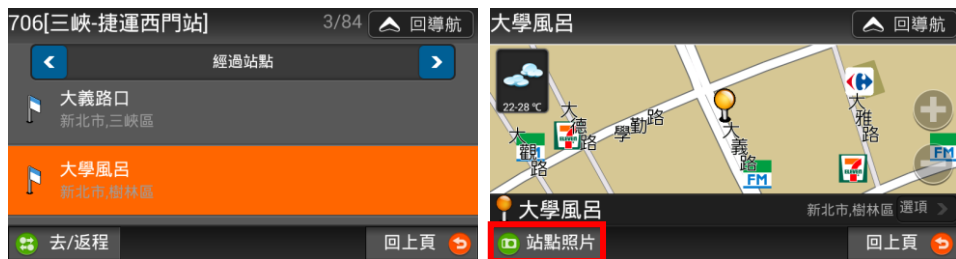 706[三峽-捷運西門站]
3/84
回導航
經過站點
大義路口
新北市,三峽區
大學風呂
新北市,樹林區
去/返程
回上頁
大學風呂
回導航
22-28 ℃
大德路
學勤路
大雅路
大觀路
大義路
7-ELEVEN
FM
FM
7-ELEVEN
大學風呂
新北市,樹林區
選項
站點照片
回上頁